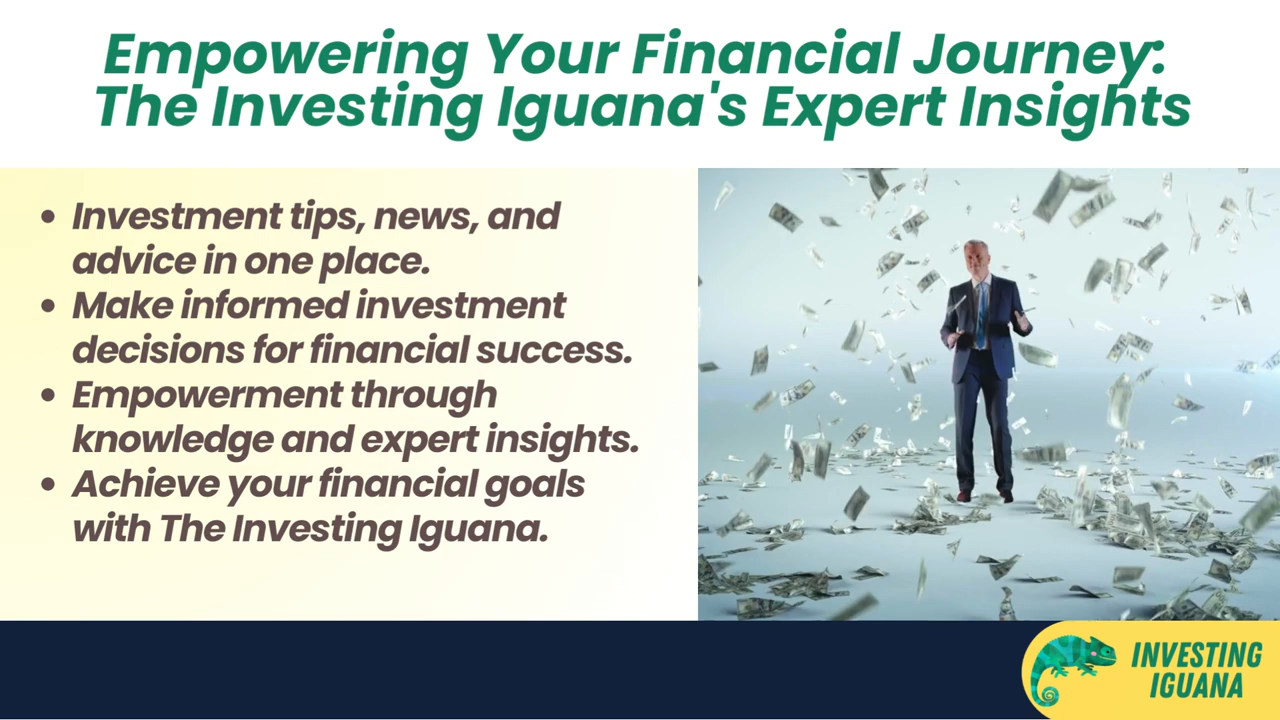 Empowering Your Financial Journey:
The Investing Iguana's Expert Insights
• Investment tips, news, and
advice in one place.
• Make informed investment
decisions for financial success.
• Empowerment through
knowledge and expert insights.
• Achieve your financial goals
with The Investing Iguana.
INVESTING
IGUANA